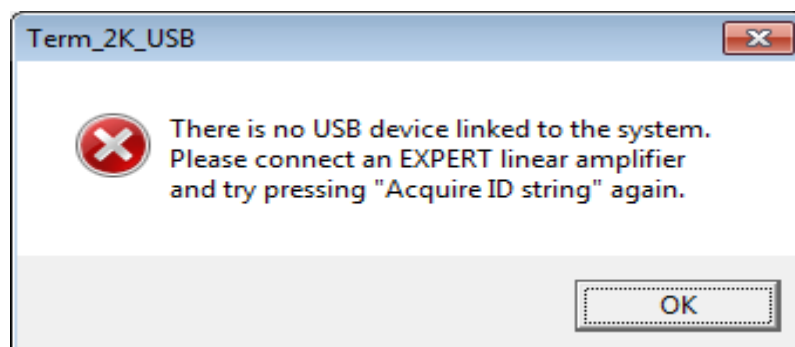 Term_2K_USB
There is no USB device linked to the system.
Please connect an EXPERT linear amplifier
and try pressing "Acquire ID string" again.
OK